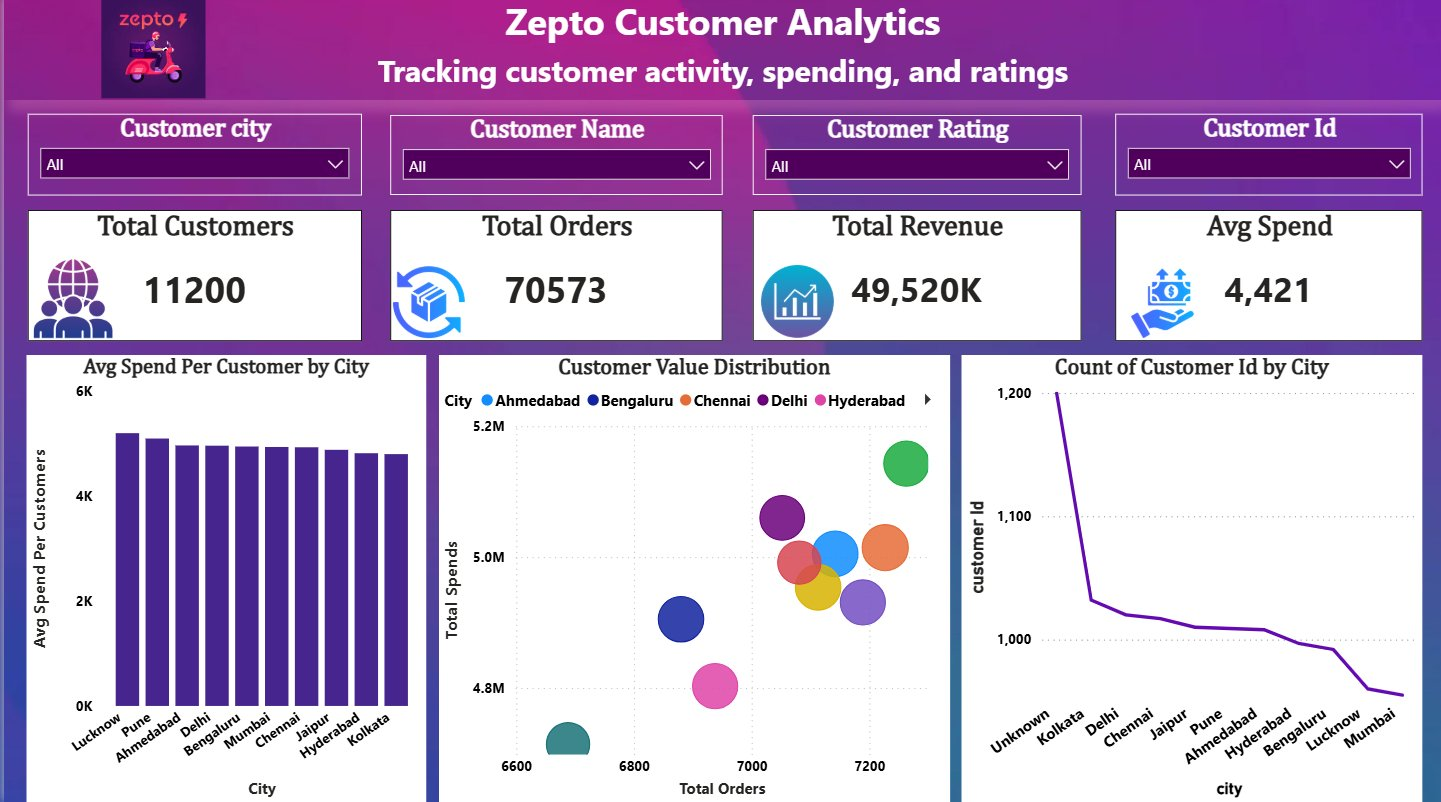 zepto
Zepto Customer Analytics
Tracking customer activity, spending, and ratings
Customer city
All
Customer Name
All
Customer Rating
All
Customer Id
All
Total Customers
11200
Total Orders
70573
Total Revenue
49,520K
Avg Spend
4,421
Avg Spend Per Customer by City
Avg Spend Per Customers
6K
4K
2K
0K
Lucknow
Pune
Ahmedabad
Delhi
Bengaluru
Mumbai
Chennai
Jaipur
Hyderabad
Kolkata
City
Customer Value Distribution
City Ahmedabad Bengaluru Chennai Delhi Hyderabad
Total Spends
5.2M
5.0M
4.8M
6600 6800 7000 7200
Total Orders
Count of Customer Id by City
customer Id
1,200
1,100
1,000
Unknown
Kolkata
Delhi
Chennai
Jaipur
Pune
Ahmedabad
Hyderabad
Bengaluru
Lucknow
Mumbai
city